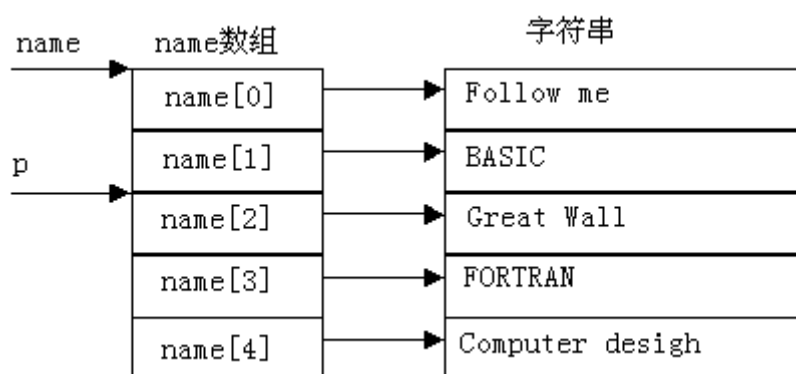 name name数组 字符串
name[0] Follow me
p name[1] BASIC
name[2] Great Wall
name[3] FORTRAN
name[4] Computer desigh